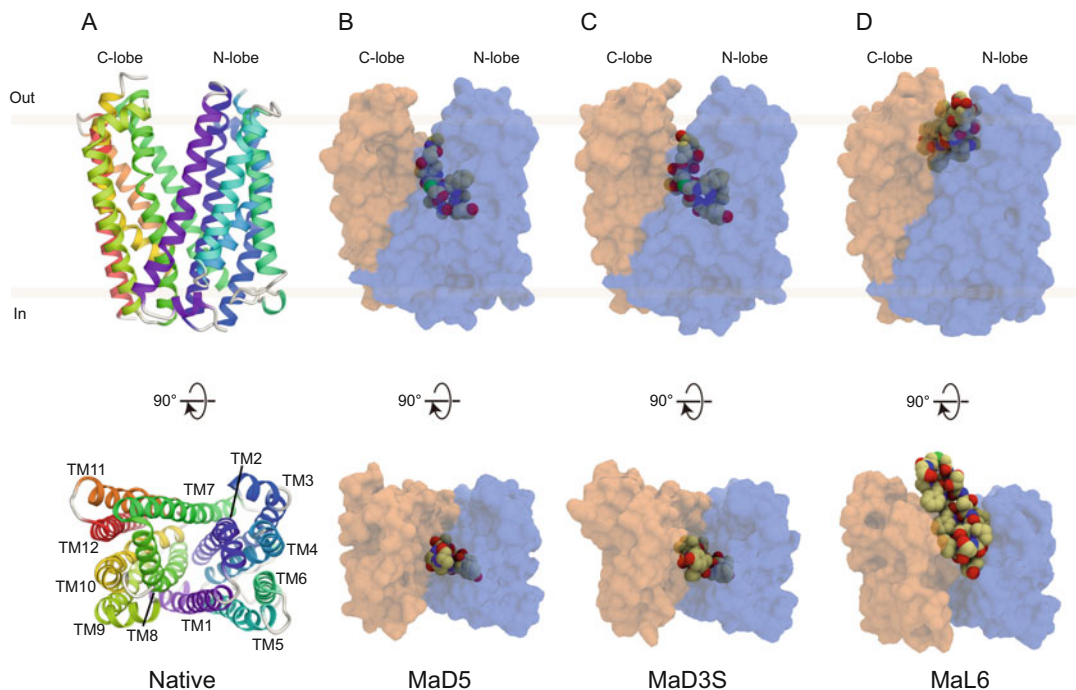 A B C D
C-lobe N-lobe C-lobe N-lobe C-lobe N-lobe C-lobe N-lobe
Out
In
90° 90° 90° 90°
TM2
TM11
TM7
TM3
TM12
TM4
TM10
TM6
TM9
TM8
TM1
TM5
Native MaD5 MaD3S MaL6